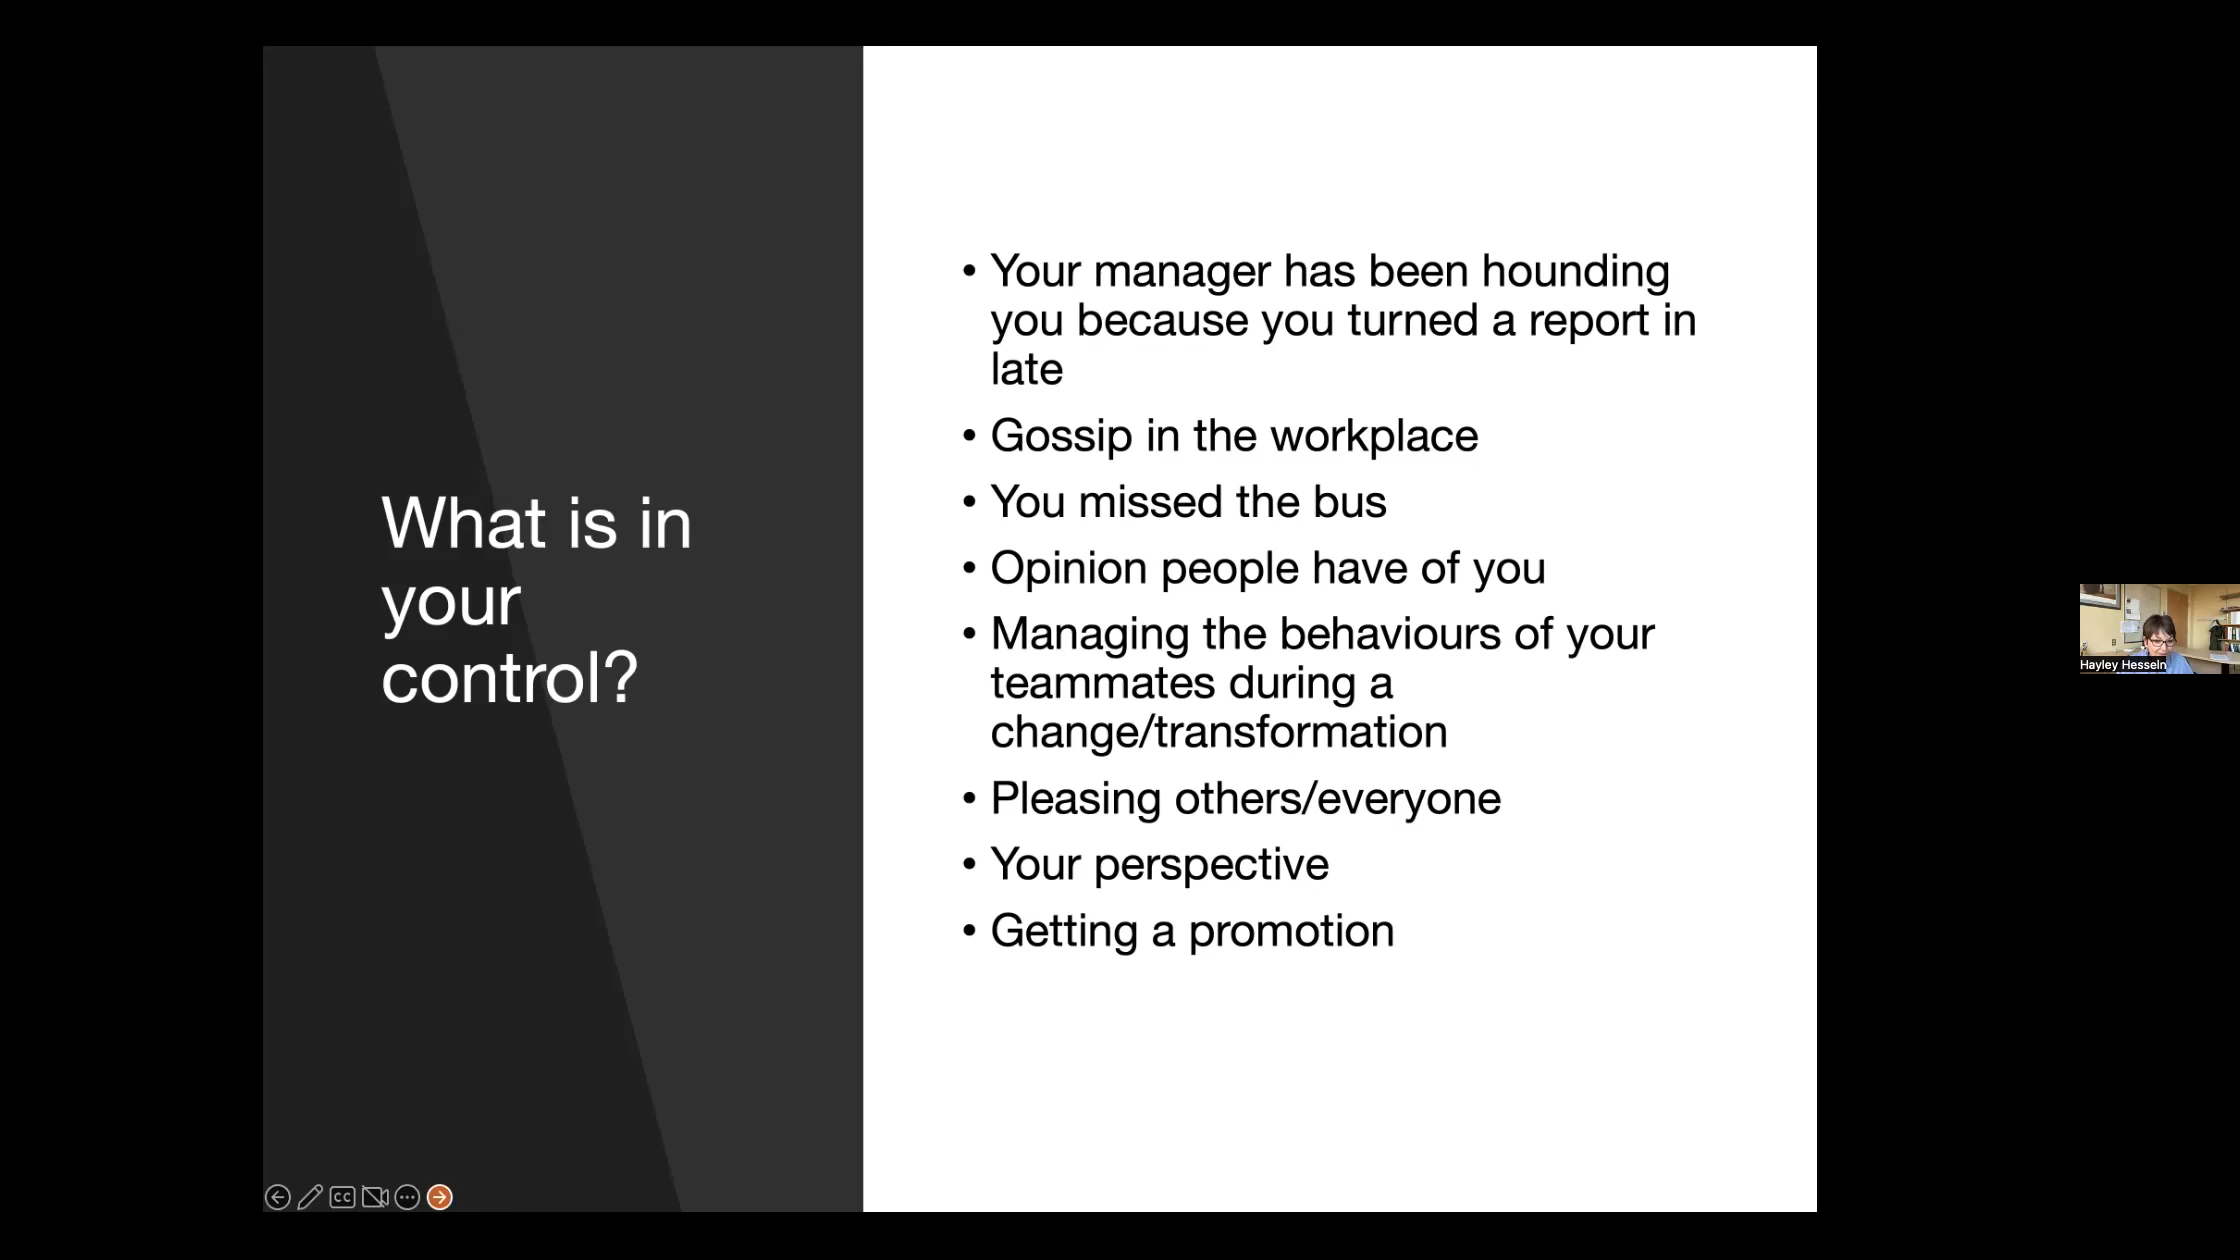 What is in
your
control?
• Your manager has been hounding
you because you turned a report in
late
• Gossip in the workplace
• You missed the bus
• Opinion people have of you
• Managing the behaviours of your
teammates during a
change/transformation
• Pleasing others/everyone
• Your perspective
• Getting a promotion
Hayley Hesseln
CC